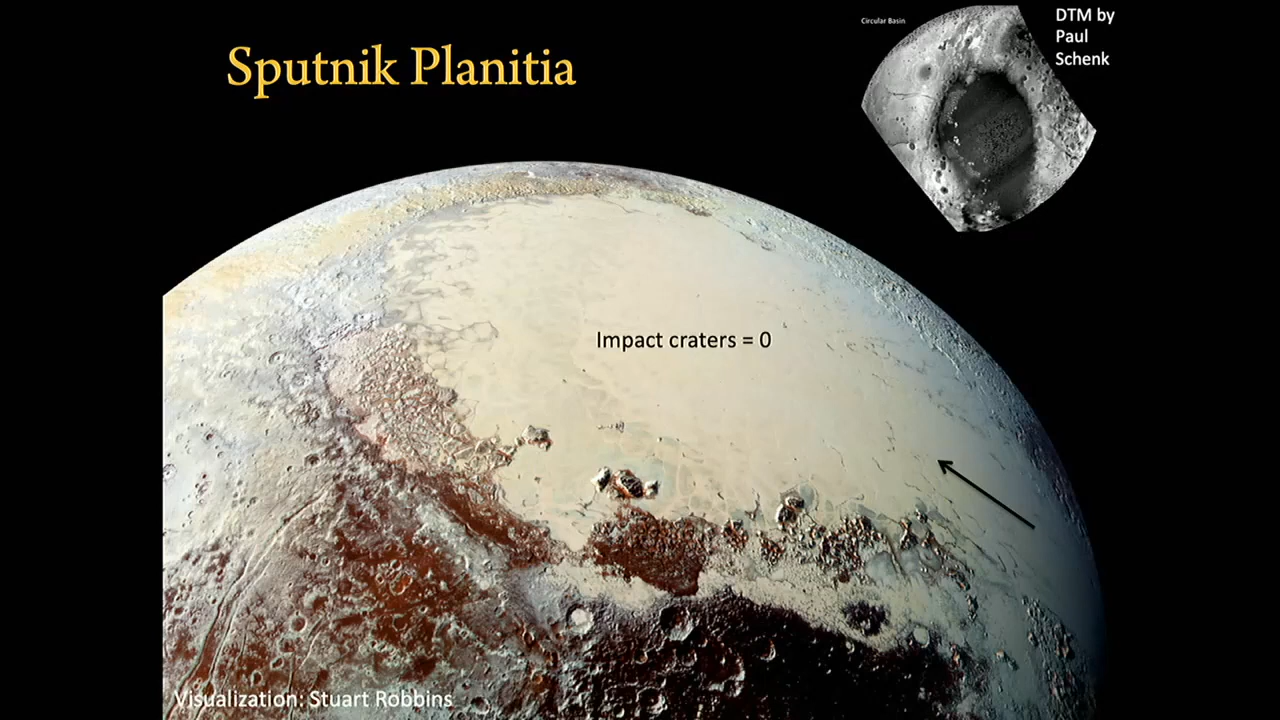 Sputnik Planitia
Circular Basin
DTM by
Paul
Schenk
Impact craters = 0
Visualization: Stuart Robbins